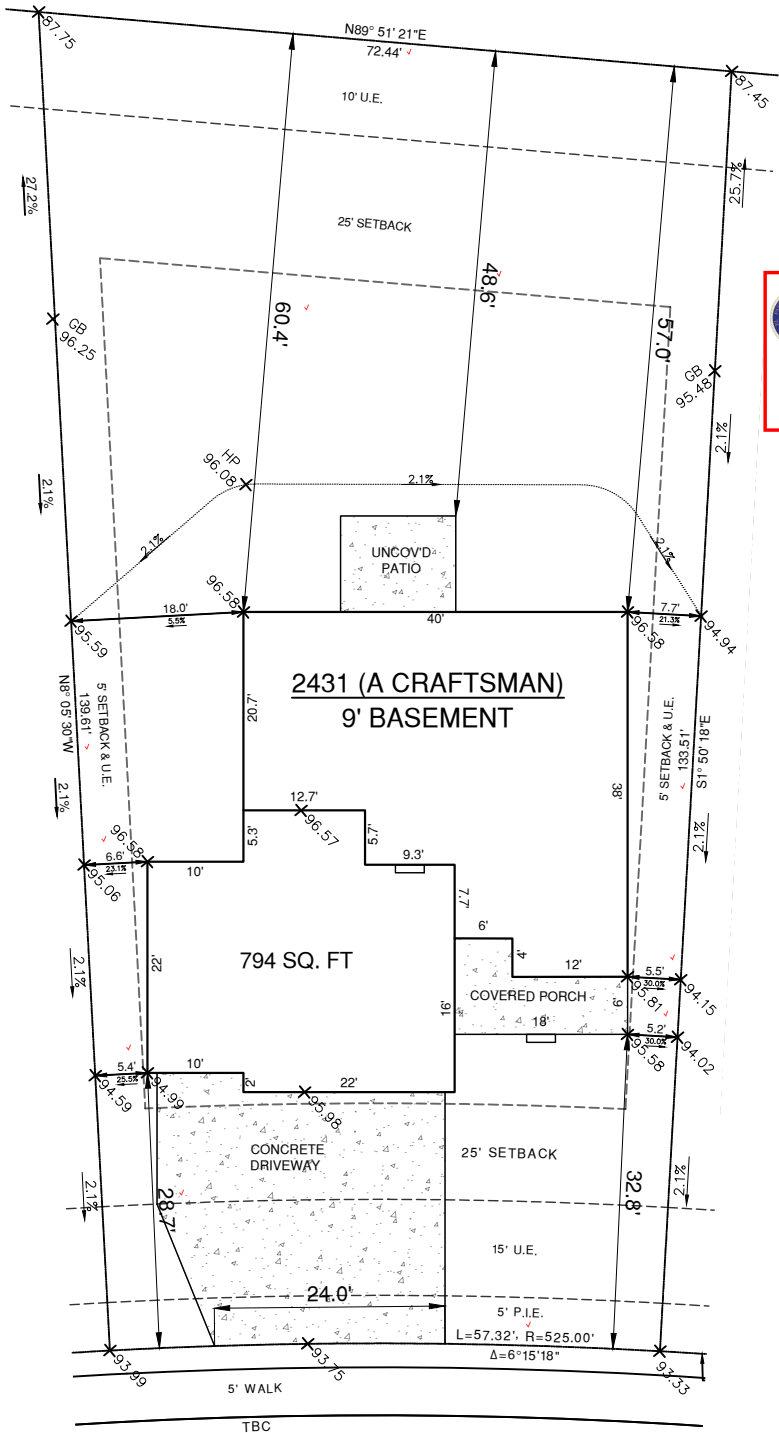 87.75
N89° 51' 21"E
72.44'
87.45
10' U.E.
27.2%
25.7%
25' SETBACK
48.6'
60.4'
57.0'
GB
96.25
GB
95.48
2.1%
HP
96.08
2.1%
2.1%
2.1%
2.1%
UNCOV'D
PATIO
96.58
18.0'
5.5%
40'
7.7'
21.3%
95.59
96.58
94.94
2431 (A CRAFTSMAN)
9' BASEMENT
N8° 05' 30"W
139.61'
5' SETBACK & U.E.
20.7'
5' SETBACK & U.E.
133.51'
S1° 50' 18"E
38'
2.1%
12.7'
96.57
5.3'
5.7'
2.1%
96.58
6.6'
23.1%
95.06
10'
9.3'
7.7'
22'
794 SQ. FT
6'
4'
12'
2.1%
16'
COVERED PORCH
18'
6'
5.5'
30.0%
95.81
94.15
5.2'
30.0%
95.58
94.02
5.4'
25.5%
94.59
94.99
10'
2'
22'
95.98
CONCRETE
DRIVEWAY
25' SETBACK
2.1%
28.7'
32.8'
2.1%
15' U.E.
24.0'
5' P.I.E.
L=57.32', R=525.00'
Δ=6°15'18"
93.99
93.75
93.33
5' WALK
TBC